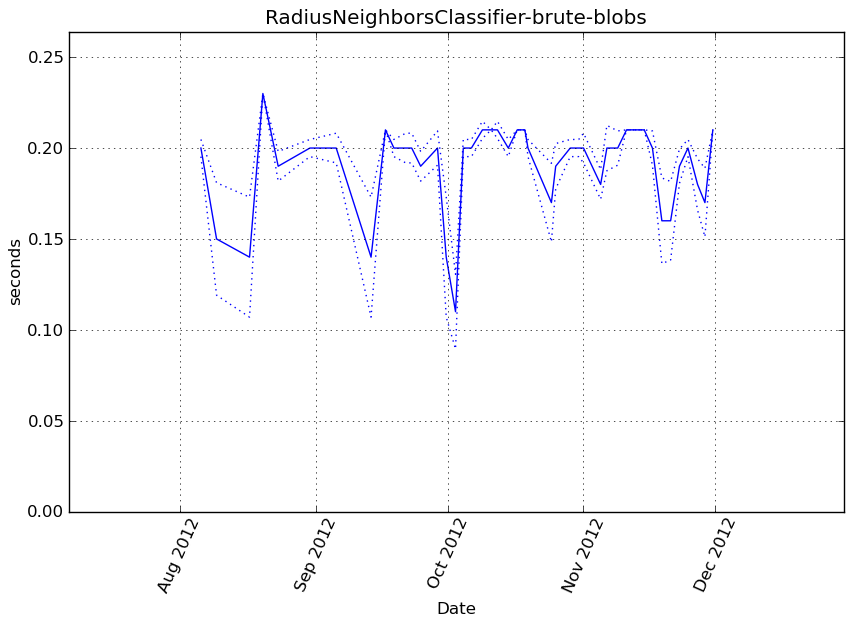 RadiusNeighborsClassifier-brute-blobs
0.25
0.20
0.15
0.10
0.05
0.00
seconds
Aug 2012
Sep 2012
Oct 2012
Nov 2012
Dec 2012
Date